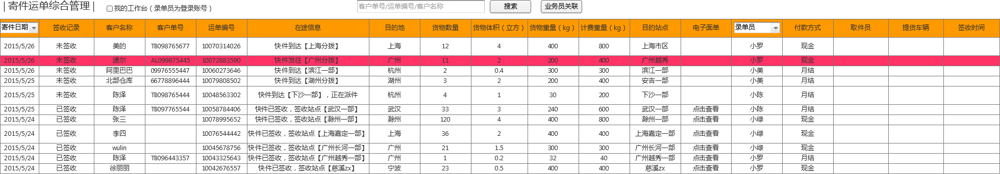 | 寄件运单综合管理 | 我的工作台（录单员为登录账号） 客户单号/运单编号/客户名称 搜索 业务员关联
寄件日期 签收记录 客户名称 客户单号 运单编号 在途信息 目的地 货物数量 货物体积（立方） 货物重量（kg） 计费重量（kg） 目的站点 电子面单 录单员 付款方式 取件员 提货车辆 签收时间
2015/5/26 未签收 美的 TB098765677 10070314026 快件到达【上海分拨】 上海 12 4 400 800 上海市区 小罗 现金
2015/5/26 未签收 速尔 AL099875445 10072883590 快件发往【广州分拨】 广州 11 2 200 400 广州越秀 小罗 现金
2015/5/26 未签收 阿里巴巴 09976555447 10060273646 快件到达【滨江一部】 杭州 2 0.4 300 300 滨江一部 小美 月结
2015/5/25 未签收 北部仓库 66778896444 10079808502 快件到达【湖州分拨】 湖州 3 2 200 400 安吉一部 小美 月结
2015/5/25 未签收 陈泽 TB098765444 10048563302 快件到达【下沙一部】，正在派件 杭州 4 1 30 200 下沙一部 小陈 月结
2015/5/25 已签收 陈泽 TB097765544 10058784406 快件已签收，签收站点【武汉一部】 武汉 33 3 240 600 武汉一部 点击查看 小陈 月结
2015/5/24 已签收 张三 10078995652 快件已签收，签收站点【滁州一部】 滁州 120 4 400 800 滁州一部 点击查看 小绿 现金
2015/5/24 已签收 李四 10076544442 快件已签收，签收站点【上海嘉定一部】 上海 36 2 400 400 上海嘉定一部 点击查看 小绿 现金
2015/5/24 已签收 wulin 10045678756 快件已签收，签收站点【广州长河一部】 广州 21 1.5 300 300 广州长河一部 点击查看 小绿 现金
2015/5/24 已签收 陈泽 TB096443357 10043325643 快件已签收，签收站点【广州越秀一部】 广州 1 0.2 32 40 广州越秀一部 点击查看 小罗 月结
2015/5/24 已签收 徐丽丽 10042676557 快件已签收，签收站点【慈溪zx】 宁波 23 0.5 400 400 慈溪zx 点击查看 小罗 现金